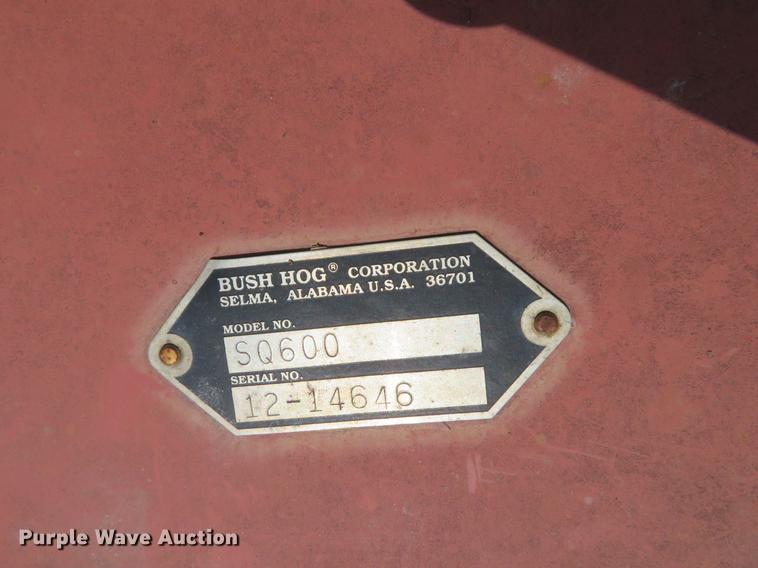 BUSH HOG® CORPORATION
SELMA, ALABAMA U.S.A. 36701
MODEL NO.
SQ600
SERIAL NO.
12-14646
Purple Wave Auction